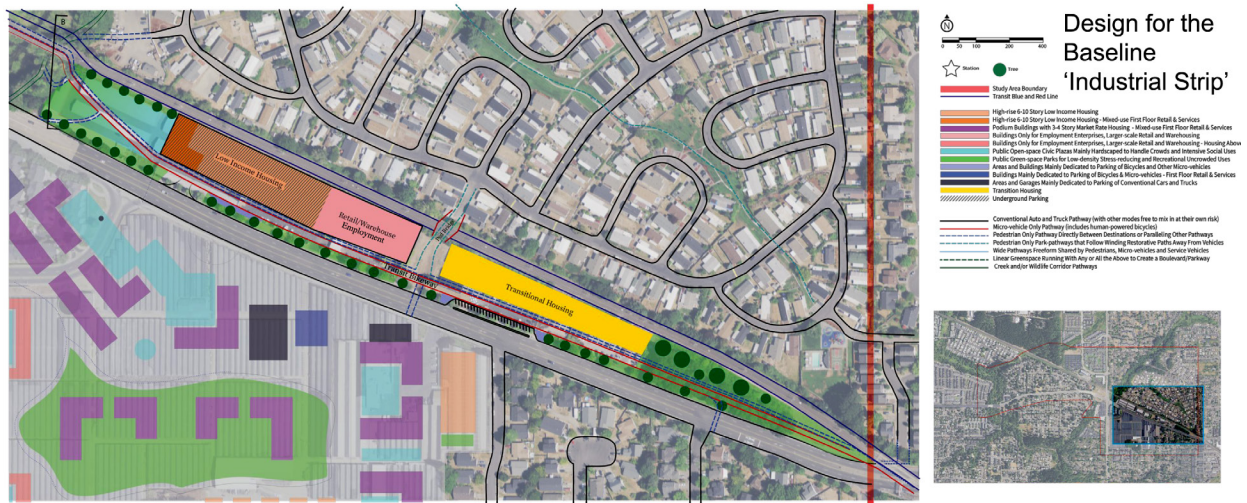 Design for the
Baseline
'Industrial Strip'
N
0 50 100 200 400
Station
Tree
Study Area Boundary
Transit Blue and Red Line
High-rise 6-10 Story Low Income Housing
High-rise 6-10 Story Low Income Housing - Mixed-use First Floor Retail & Services
Podium Buildings with 3-4 Story Market Rate Housing - Mixed-use First Floor Retail & Services
Buildings Only for Employment Enterprises, Larger-scale Retail and Warehousing
Buildings Only for Employment Enterprises, Larger-scale Retail and Warehousing - Housing Above
Public Open-space Civic Plazas Mainly Hardscaped to Handle Crowds and Intensive Social Uses
Public Green-space Parks for Low-density Stress-reducing and Recreational Uncrowded Uses
Areas and Buildings Mainly Dedicated to Parking of Bicycles and Other Micro-vehicles
Buildings Mainly Dedicated to Parking of Bicycles & Micro-vehicles - First Floor Retail & Services
Areas and Garages Mainly Dedicated to Parking of Conventional Cars and Trucks
Transition Housing
Underground Parking
Conventional Auto and Truck Pathway (with other modes free to mix in at their own risk)
Micro-vehicle Only Pathway (includes human-powered bicycles)
Pedestrian Only Pathway Directly Between Destinations or Paralleling Other Pathways
Pedestrian Only Park-pathways that Follow Winding Restorative Paths Away From Vehicles
Wide Pathways Freeform Shared by Pedestrians, Micro-vehicles and Service Vehicles
Linear Greenspace Running With Any or All the Above to Create a Boulevard/Parkway
Creek and/or Wildlife Corridor Pathways
B
Low Income Housing
Retail/Warehouse
Employment
Transit Bikeway
Transitional Housing